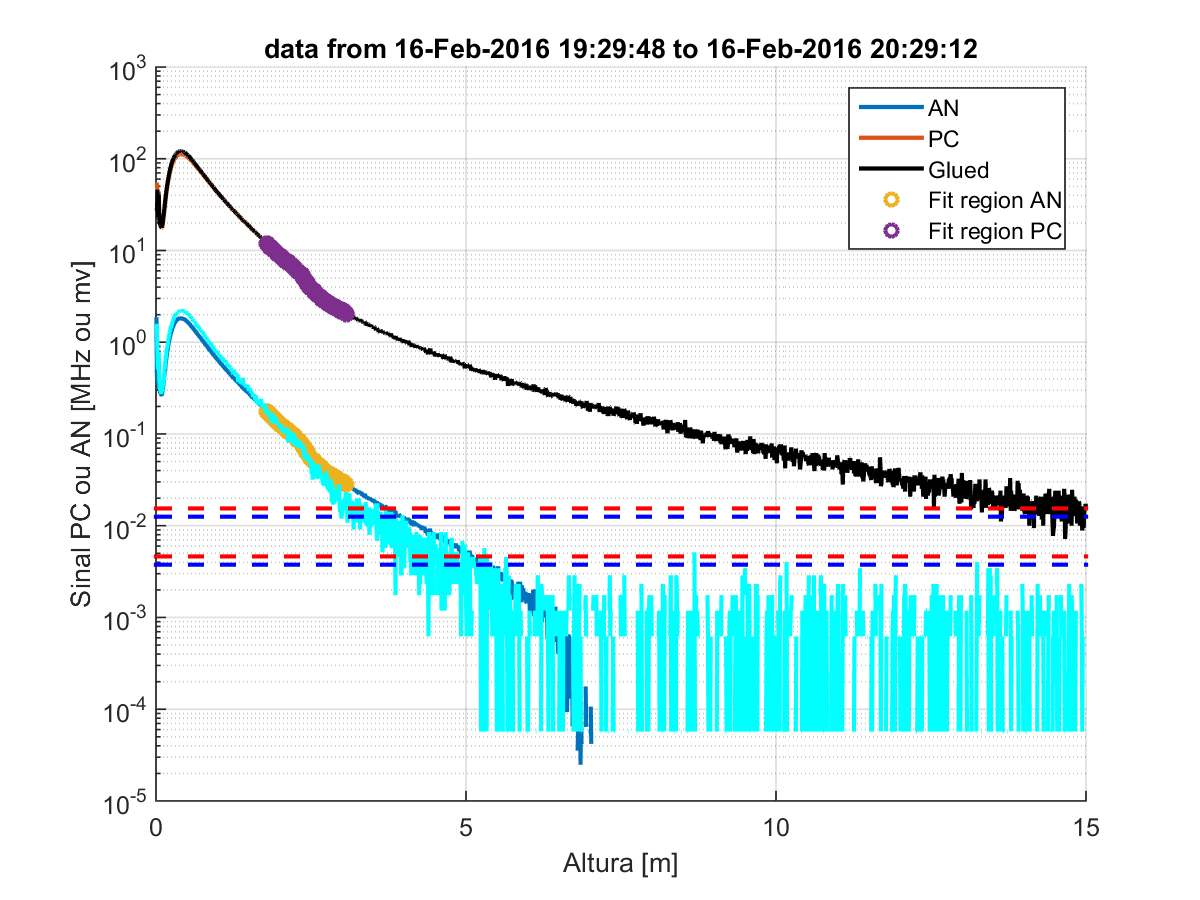 data from 16-Feb-2016 19:29:48 to 16-Feb-2016 20:29:12
AN
PC
Glued
Fit region AN
Fit region PC
Sinal PC ou AN [MHz ou mv]
10^3
10^2
10^1
10^0
10^-1
10^-2
10^-3
10^-4
10^-5
0 5 10 15
Altura [m]